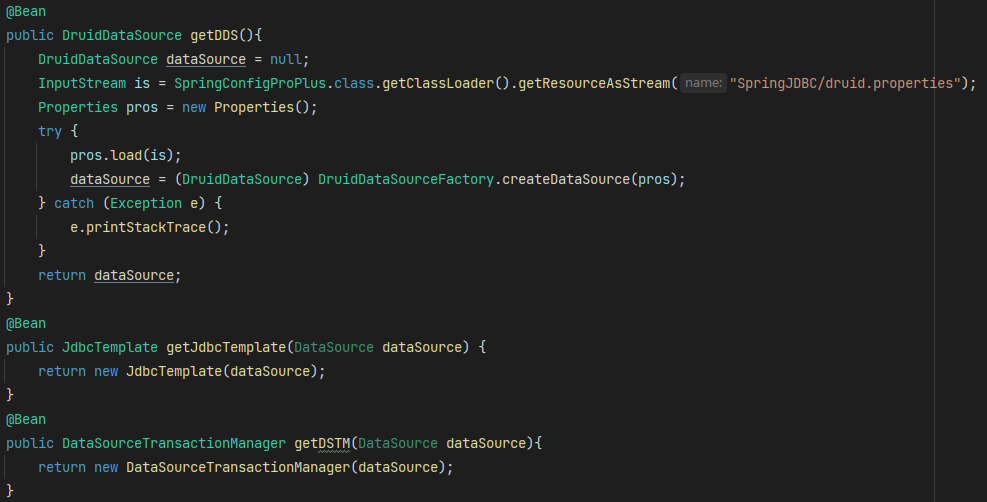 @Bean
public DruidDataSource getDDS(){
    DruidDataSource dataSource = null;
    InputStream is = SpringConfigProPlus.class.getClassLoader().getResourceAsStream( name: "SpringJDBC/druid.properties");
    Properties pros = new Properties();
    try {
        pros.load(is);
        dataSource = (DruidDataSource) DruidDataSourceFactory.createDataSource(pros);
    } catch (Exception e) {
        e.printStackTrace();
    }
    return dataSource;
}
@Bean
public JdbcTemplate getJdbcTemplate(DataSource dataSource) {
    return new JdbcTemplate(dataSource);
}
@Bean
public DataSourceTransactionManager getDSTM(DataSource dataSource){
    return new DataSourceTransactionManager(dataSource);
}